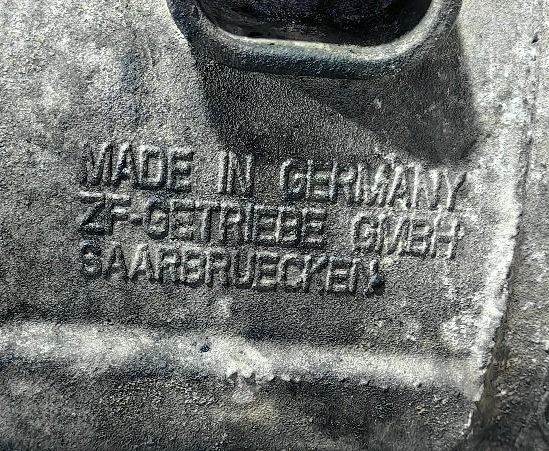 MADE IN GERMANY
ZF-GETRIEBE GMBH
SAARBRUECKEN